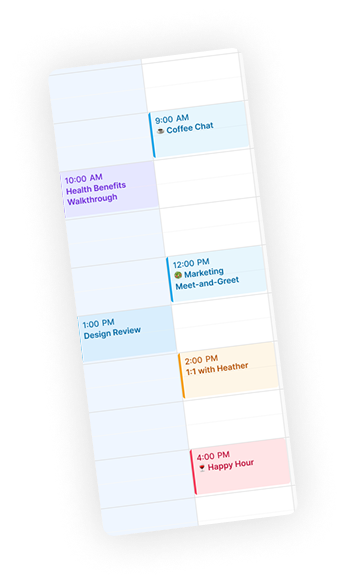 9:00 AM
☕ Coffee Chat
10:00 AM
Health Benefits
Walkthrough
12:00 PM
Marketing
Meet-and-Greet
1:00 PM
Design Review
2:00 PM
1:1 with Heather
4:00 PM
🍷 Happy Hour